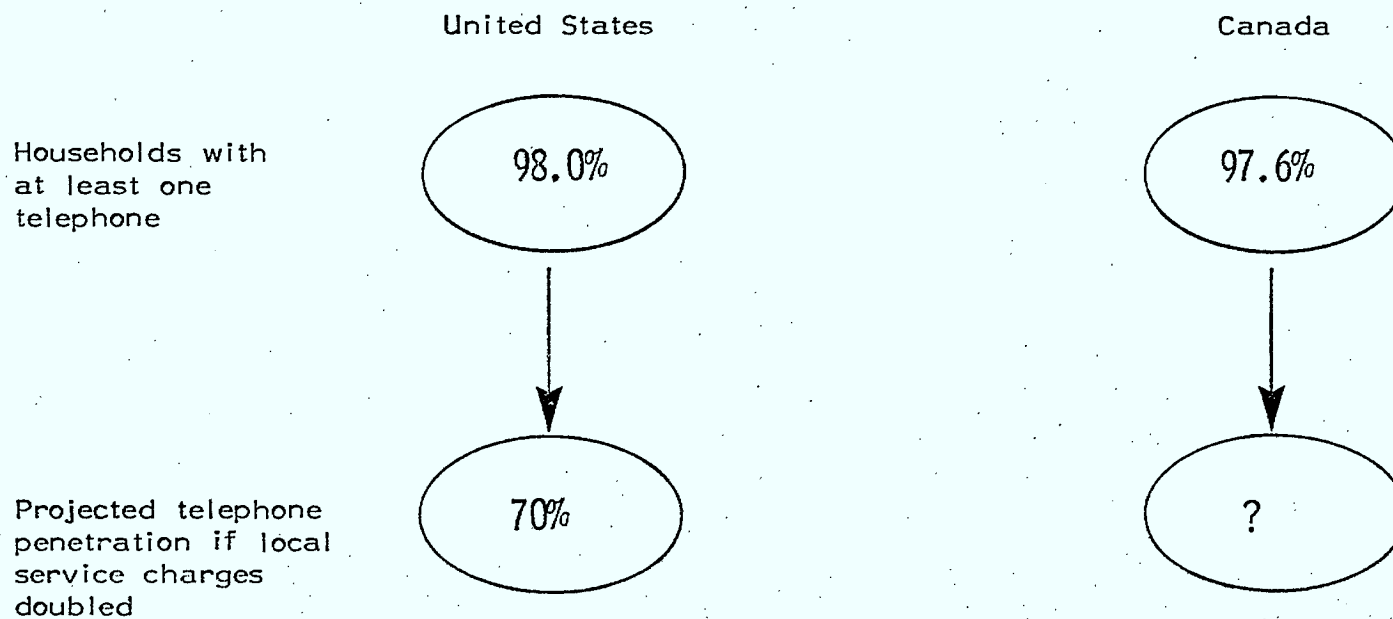 United States Canada
Households with
at least one
telephone
98.0% 97.6%
Projected telephone
penetration if local
service charges
doubled
70% ?